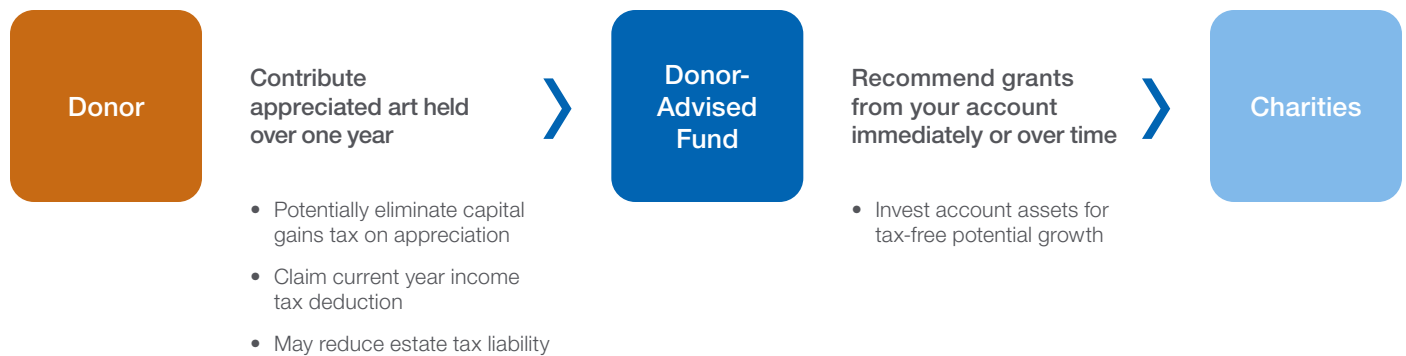 Donor
Contribute
appreciated art held
over one year
• Potentially eliminate capital
gains tax on appreciation
• Claim current year income
tax deduction
• May reduce estate tax liability
Donor-
Advised
Fund
Recommend grants
from your account
immediately or over time
• Invest account assets for
tax-free potential growth
Charities